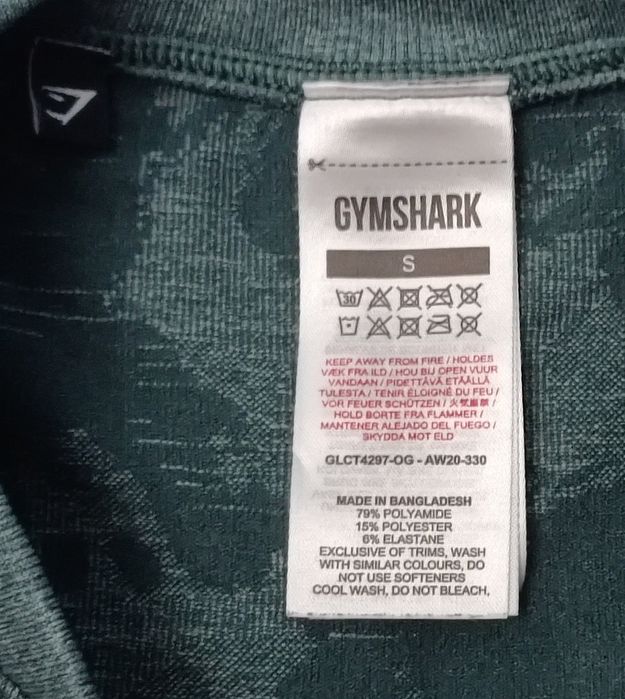 GYMSHARK
S
30
KEEP AWAY FROM FIRE / HOLDES
VÆK FRA ILD / HOU BIJ OPEN VUUR
VANDAAN / PIDETTÄVÄ ETÄÄLLÄ
TULESTA / TENIR ÉLOIGNÉ DU FEU /
VOR FEUER SCHÜTZEN / 火気厳禁 /
HOLD BORTE FRA FLAMMER /
MANTENER ALEJADO DEL FUEGO /
SKYDDA MOT ELD
GLCT4297-OG - AW20-330
MADE IN BANGLADESH
79% POLYAMIDE
15% POLYESTER
6% ELASTANE
EXCLUSIVE OF TRIMS, WASH
WITH SIMILAR COLOURS, DO
NOT USE SOFTENERS
COOL WASH, DO NOT BLEACH,